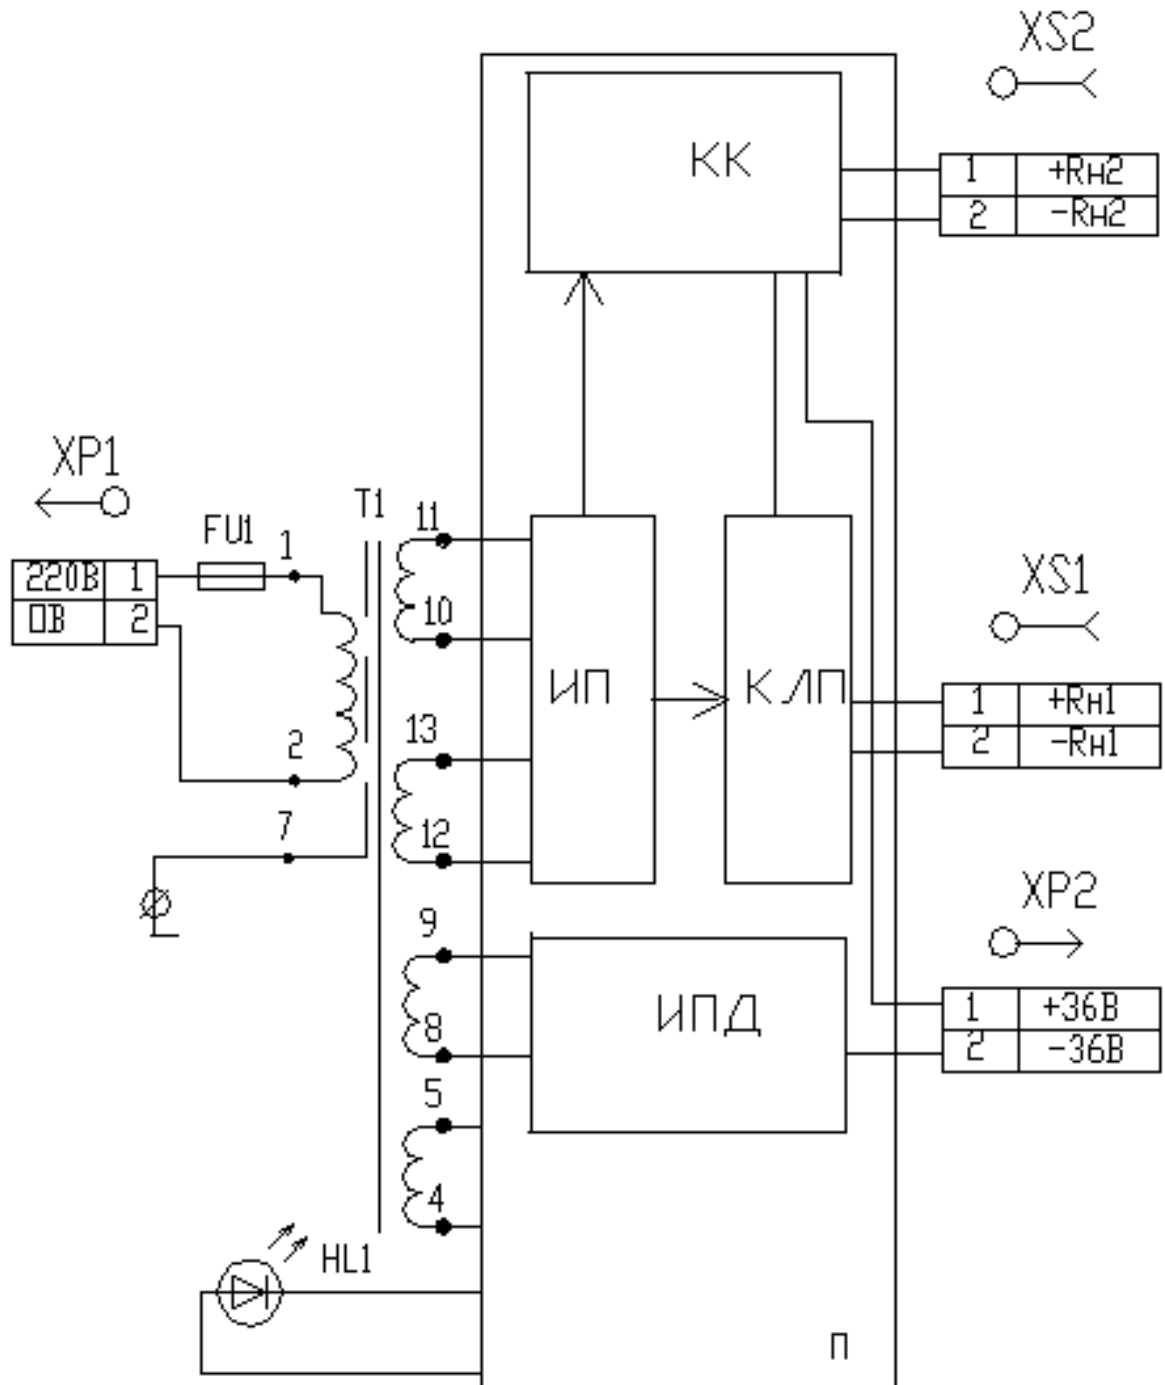 XS2
КК
1 +Rн2
2 -Rн2
XP1
T1
11
FU1
1
220В 1
0В 2
10
XS1
ИП
КЛП
1 +Rн1
2 -Rн1
13
2
12
7
XP2
9
ИПД
1 +36В
2 -36В
8
5
4
HL1
П